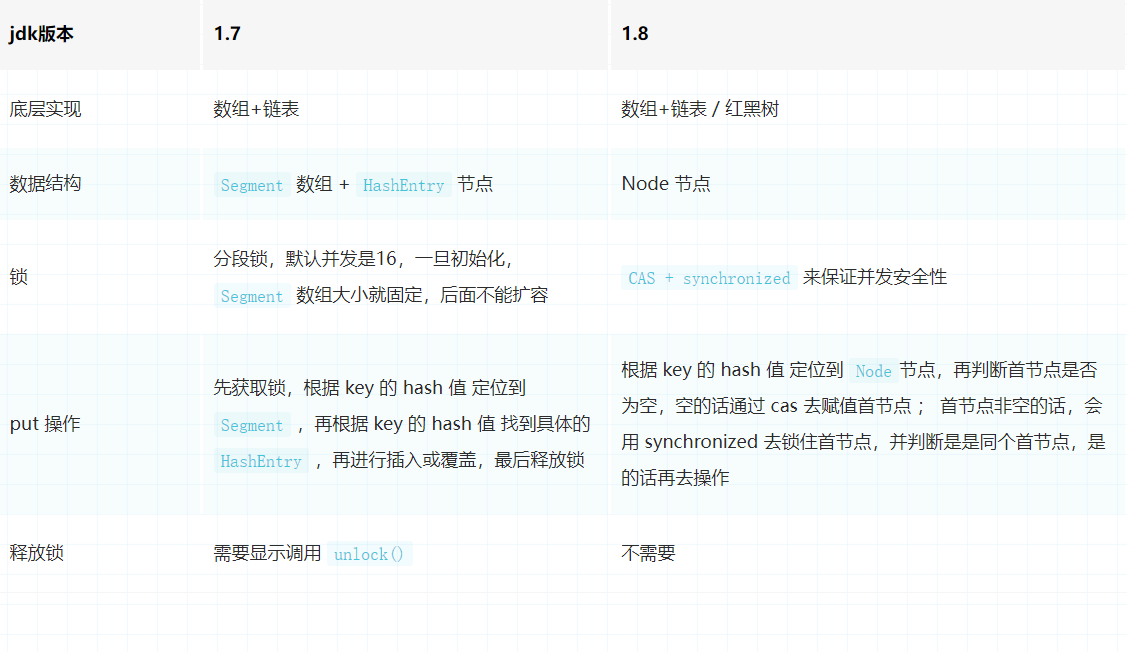 jdk版本 1.7 1.8
底层实现 数组+链表 数组+链表 / 红黑树
数据结构 Segment 数组 + HashEntry 节点 Node 节点
锁
分段锁，默认并发是16，一旦初始化，
Segment 数组大小就固定，后面不能扩容
CAS + synchronized 来保证并发安全性
put 操作
先获取锁，根据 key 的 hash 值 定位到
Segment ，再根据 key 的 hash 值 找到具体的
HashEntry ，再进行插入或覆盖，最后释放锁
根据 key 的 hash 值 定位到 Node 节点，再判断首节点是否
为空，空的话通过 cas 去赋值首节点 ； 首节点非空的话，会
用 synchronized 去锁住首节点，并判断是是同个首节点，是
的话再去操作
释放锁 需要显示调用 unlock() 不需要